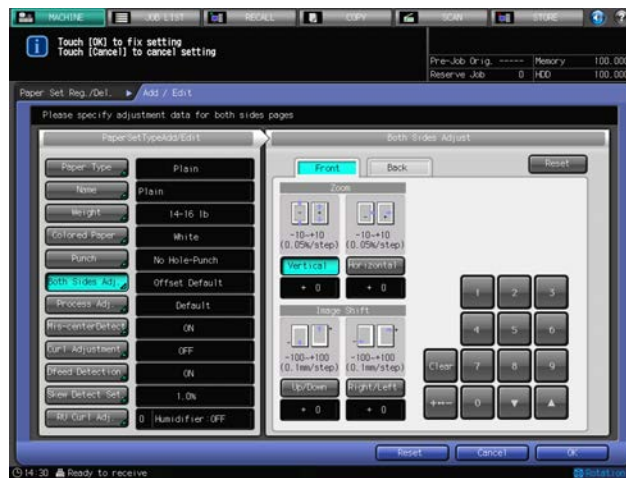 MACHINE JOB LIST RECALL COPY SCAN STORE
Touch [OK] to fix setting
Touch [Cancel] to cancel setting
Pre-Job Orig. ----- Memory 100.000
Reserve Job 0 HDD 100.000
Paper Set Reg./Del. Add / Edit
Please specify adjustment data for both sides pages
PaperSetTypeAdd/Edit
Both Sides Adjust
Paper Type Plain
Name Plain
Weight 14-16 lb
Colored Paper White
Punch No Hole-Punch
Both Sides Adj. Offset Default
Process Adj. Default
Mis-centerDetect ON
Curl Adjustment OFF
Dfeed Detection ON
Skew Detect Set. 1.0%
RU Curl Adj. 0 Humidifier:OFF
Front Back Reset
Zoom
-10~+10 -10~+10
(0.05%/step) (0.05%/step)
Vertical Horizontal
+ 0 + 0
Image Shift
-100~+100 -100~+100
(0.1mm/step) (0.1mm/step)
Up/Down Right/Left
+ 0 + 0
1 2 3
4 5 6
Clear 7 8 9
+↔- 0 ▼ ▲
Reset Cancel OK
14:30 Ready to receive Rotation